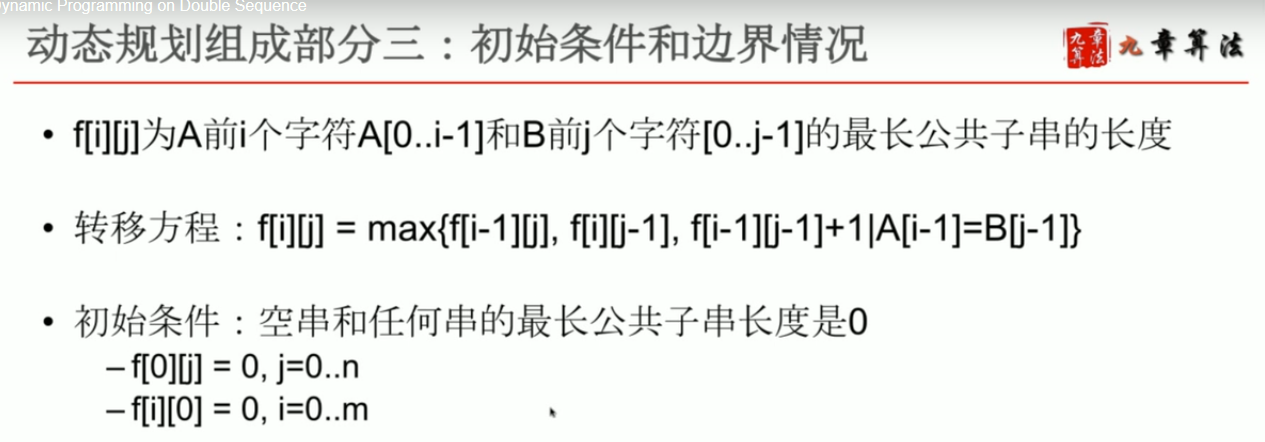 ynamic Programming on Double Sequence
动态规划组成部分三：初始条件和边界情况
九章算法 九章算法
• f[i][j]为A前i个字符A[0..i-1]和B前j个字符[0..j-1]的最长公共子串的长度
• 转移方程：f[i][j] = max{f[i-1][j], f[i][j-1], f[i-1][j-1]+1|A[i-1]=B[j-1]}
• 初始条件：空串和任何串的最长公共子串长度是0
– f[0][j] = 0, j=0..n
– f[i][0] = 0, i=0..m